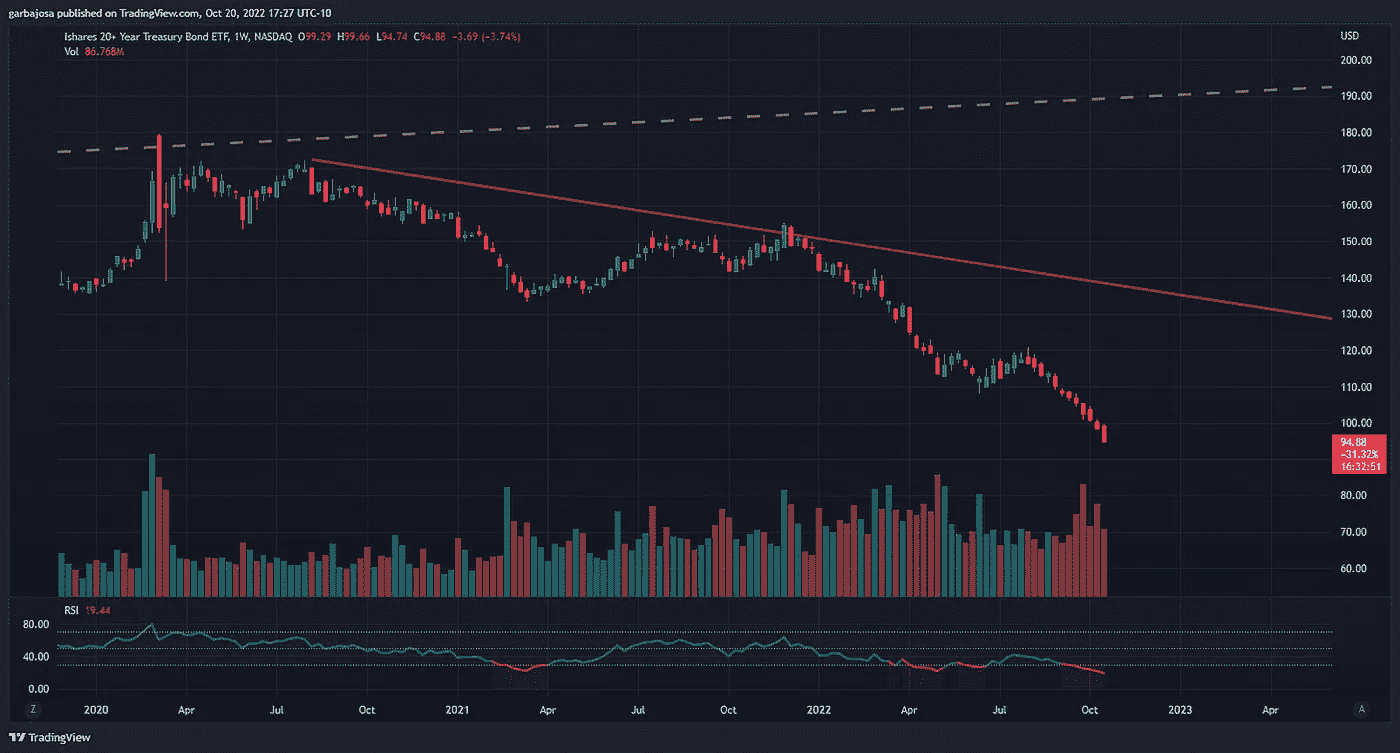 garbajosa published on TradingView.com, Oct 20, 2022 17:27 UTC-10
Ishares 20+ Year Treasury Bond ETF, 1W, NASDAQ O99.29 H99.66 L94.74 C94.88 −3.69 (−3.74%)
Vol 86.768M
USD
200.00
190.00
180.00
170.00
160.00
150.00
140.00
130.00
120.00
110.00
100.00
94.88
−31.32%
16:32:51
80.00
70.00
60.00
RSI 19.44
80.00
40.00
0.00
Z 2020 Apr Jul Oct 2021 Apr Jul Oct 2022 Apr Jul Oct 2023 Apr A
TradingView